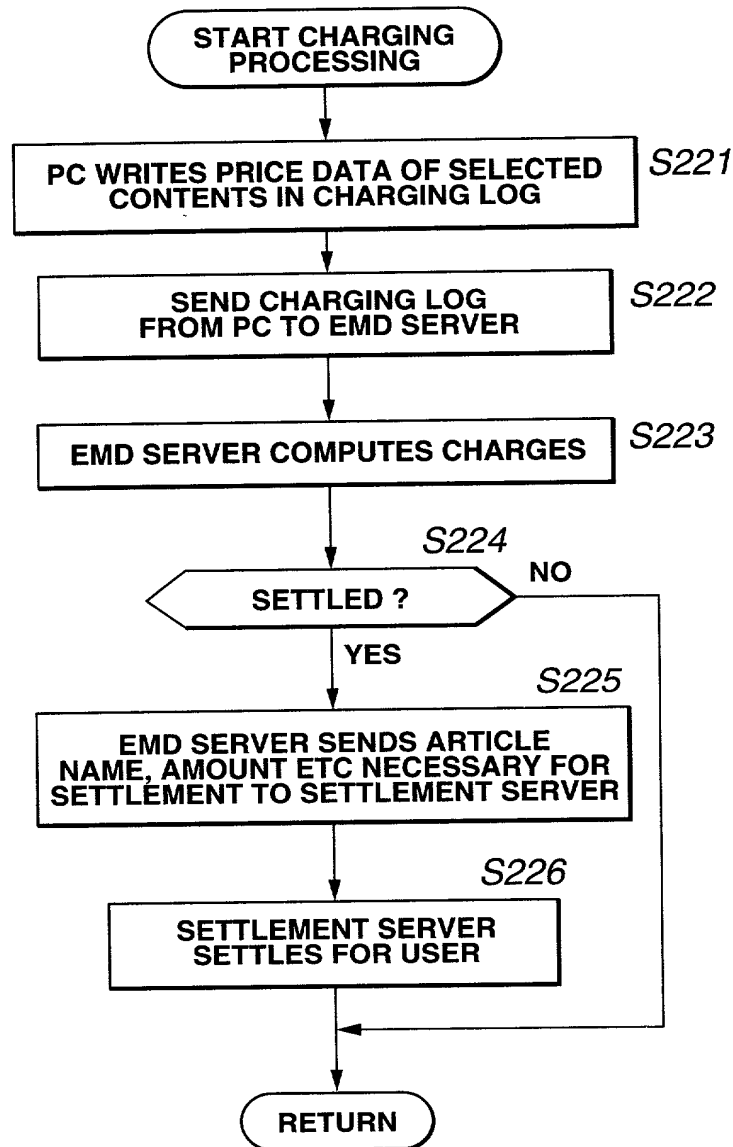 START CHARGING
PROCESSING
PC WRITES PRICE DATA OF SELECTED
CONTENTS IN CHARGING LOG
S221
SEND CHARGING LOG
FROM PC TO EMD SERVER
S222
EMD SERVER COMPUTES CHARGES
S223
S224
SETTLED ?
NO
YES
S225
EMD SERVER SENDS ARTICLE
NAME, AMOUNT ETC NECESSARY FOR
SETTLEMENT TO SETTLEMENT SERVER
S226
SETTLEMENT SERVER
SETTLES FOR USER
RETURN